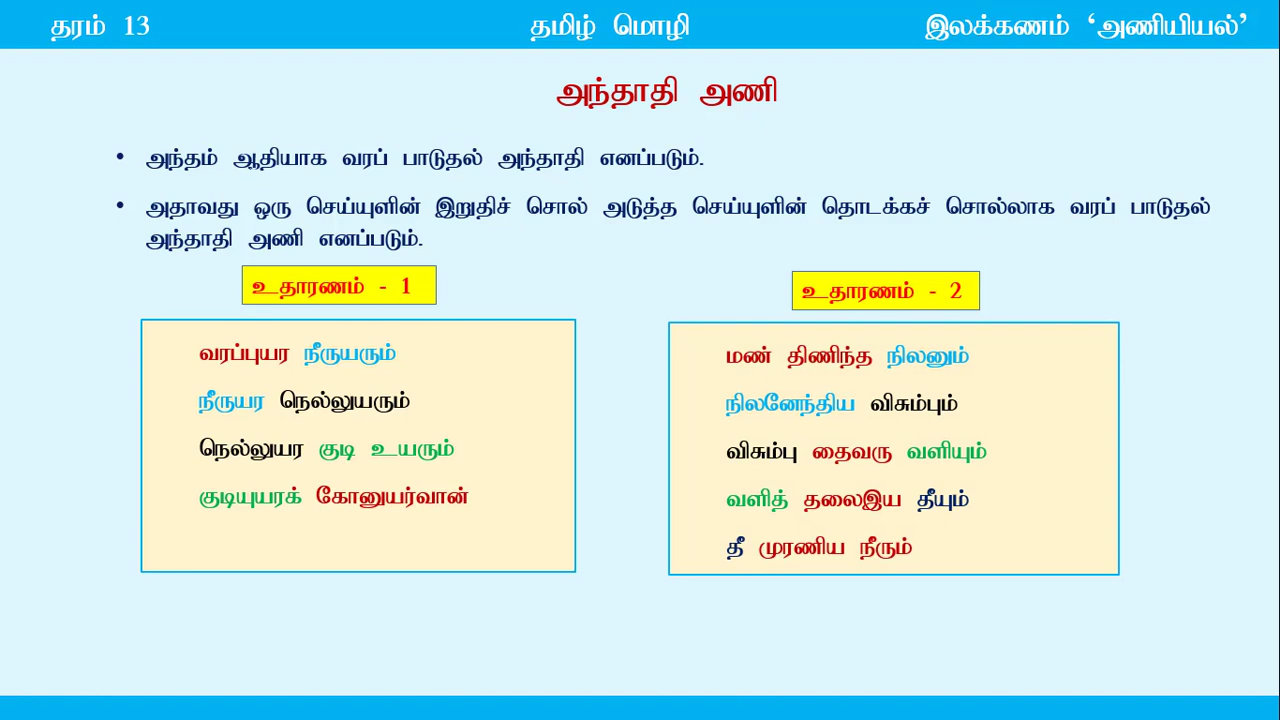 தரம் 13 தமிழ் மொழி இலக்கணம் ‘அணியியல்’
அந்தாதி அணி
• அந்தம் ஆதியாக வரப் பாடுதல் அந்தாதி எனப்படும்.
• அதாவது ஒரு செய்யுளின் இறுதிச் சொல் அடுத்த செய்யுளின் தொடக்கச் சொல்லாக வரப் பாடுதல்
அந்தாதி அணி எனப்படும்.
உதாரணம் - 1
வரப்புயர நீருயரும்
நீருயர நெல்லுயரும்
நெல்லுயர குடி உயரும்
குடியுயரக் கோனுயர்வான்
உதாரணம் - 2
மண் திணிந்த நிலனும்
நிலனேந்திய விசும்பும்
விசும்பு தைவரு வளியும்
வளித் தலைஇய தீயும்
தீ முரணிய நீரும்